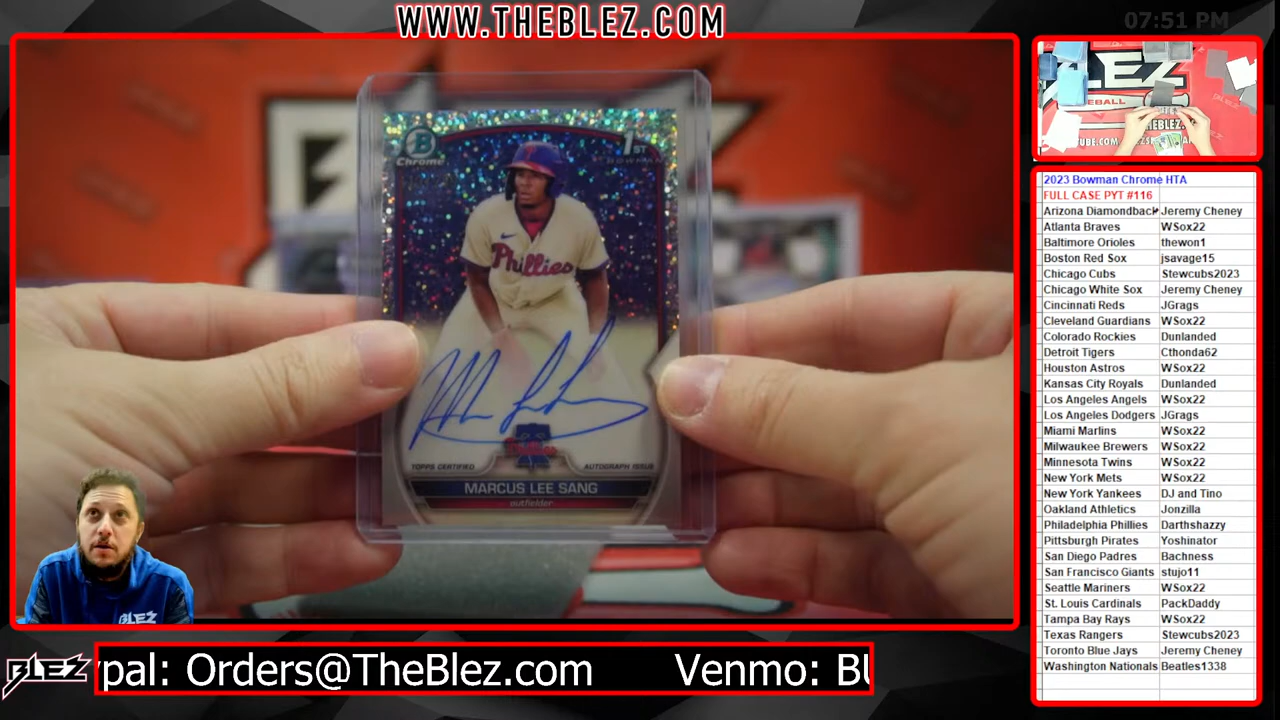 WWW.THEBLEZ.COM
07:51 PM
B
Chrome
1ST
BOWMAN
Phillies
TOPPS CERTIFIED
AUTOGRAPH ISSUE
MARCUS LEE SANG
outfielder
BLEZ
BLEZ
ypal: Orders@TheBlez.com Venmo: BL
LEZ
EBALL
2023 Bowman Chrome HTA
FULL CASE PYT #116
Arizona Diamondback Jeremy Cheney
Atlanta Braves WSox22
Baltimore Orioles thewon1
Boston Red Sox jsavage15
Chicago Cubs Stewcubs2023
Chicago White Sox Jeremy Cheney
Cincinnati Reds JGrags
Cleveland Guardians WSox22
Colorado Rockies Dunlanded
Detroit Tigers Cthonda62
Houston Astros WSox22
Kansas City Royals Dunlanded
Los Angeles Angels WSox22
Los Angeles Dodgers JGrags
Miami Marlins WSox22
Milwaukee Brewers WSox22
Minnesota Twins WSox22
New York Mets WSox22
New York Yankees DJ and Tino
Oakland Athletics Jonzilla
Philadelphia Phillies Darthshazzy
Pittsburgh Pirates Yoshinator
San Diego Padres Bachness
San Francisco Giants stujo11
Seattle Mariners WSox22
St. Louis Cardinals PackDaddy
Tampa Bay Rays WSox22
Texas Rangers Stewcubs2023
Toronto Blue Jays Jeremy Cheney
Washington Nationals Beatles1338